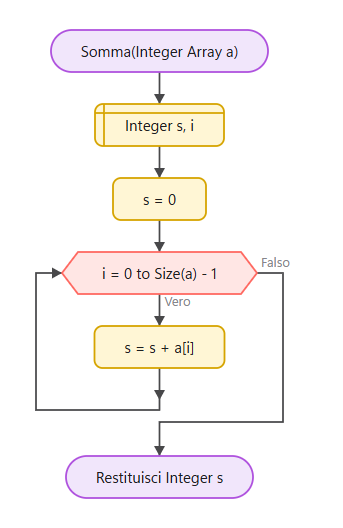 Somma(Integer Array a)
Integer s, i
s = 0
i = 0 to Size(a) - 1
Falso
Vero
s = s + a[i]
Restituisci Integer s